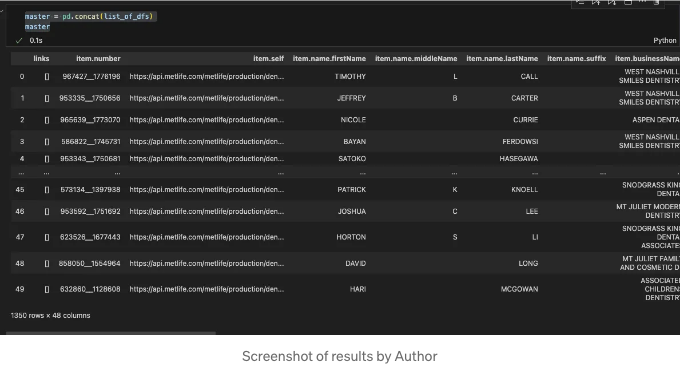 master = pd.concat(list_of_dfs)
master
0.1s Python
links item.number item.self item.name.firstName item.name.middleName item.name.lastName item.name.suffix item.businessName
0 [] 967427__1776196 https://api.metlife.com/metlife/production/den... TIMOTHY L CALL WEST NASHVILL
SMILES DENTISTRY
1 [] 953335__1750656 https://api.metlife.com/metlife/production/den... JEFFREY B CARTER WEST NASHVILL
SMILES DENTISTRY
2 [] 965639__1773070 https://api.metlife.com/metlife/production/den... NICOLE CURRIE ASPEN DENTA
3 [] 586822__1745731 https://api.metlife.com/metlife/production/den... BAYAN FERDOWSI WEST NASHVILL
SMILES DENTISTRY
4 [] 953343__1750681 https://api.metlife.com/metlife/production/den... SATOKO HASEGAWA
... ... ... ... ... ... ... ...
45 [] 573134__1397938 https://api.metlife.com/metlife/production/den... PATRICK K KNOELL SNODGRASS KING
DENTA
46 [] 953592__1751692 https://api.metlife.com/metlife/production/den... JOSHUA C LEE MT JULIET MODER
DENTISTR
47 [] 623526__1677443 https://api.metlife.com/metlife/production/den... HORTON S LI SNODGRASS KING
DENTA
ASSOCIATES
48 [] 858050__1554964 https://api.metlife.com/metlife/production/den... DAVID LONG MT JULIET FAMIL
AND COSMETIC D
49 [] 632860__1128608 https://api.metlife.com/metlife/production/den... HARI MCGOWAN ASSOCIATE
CHILDREN
DENTISTR
1350 rows × 48 columns
Screenshot of results by Author